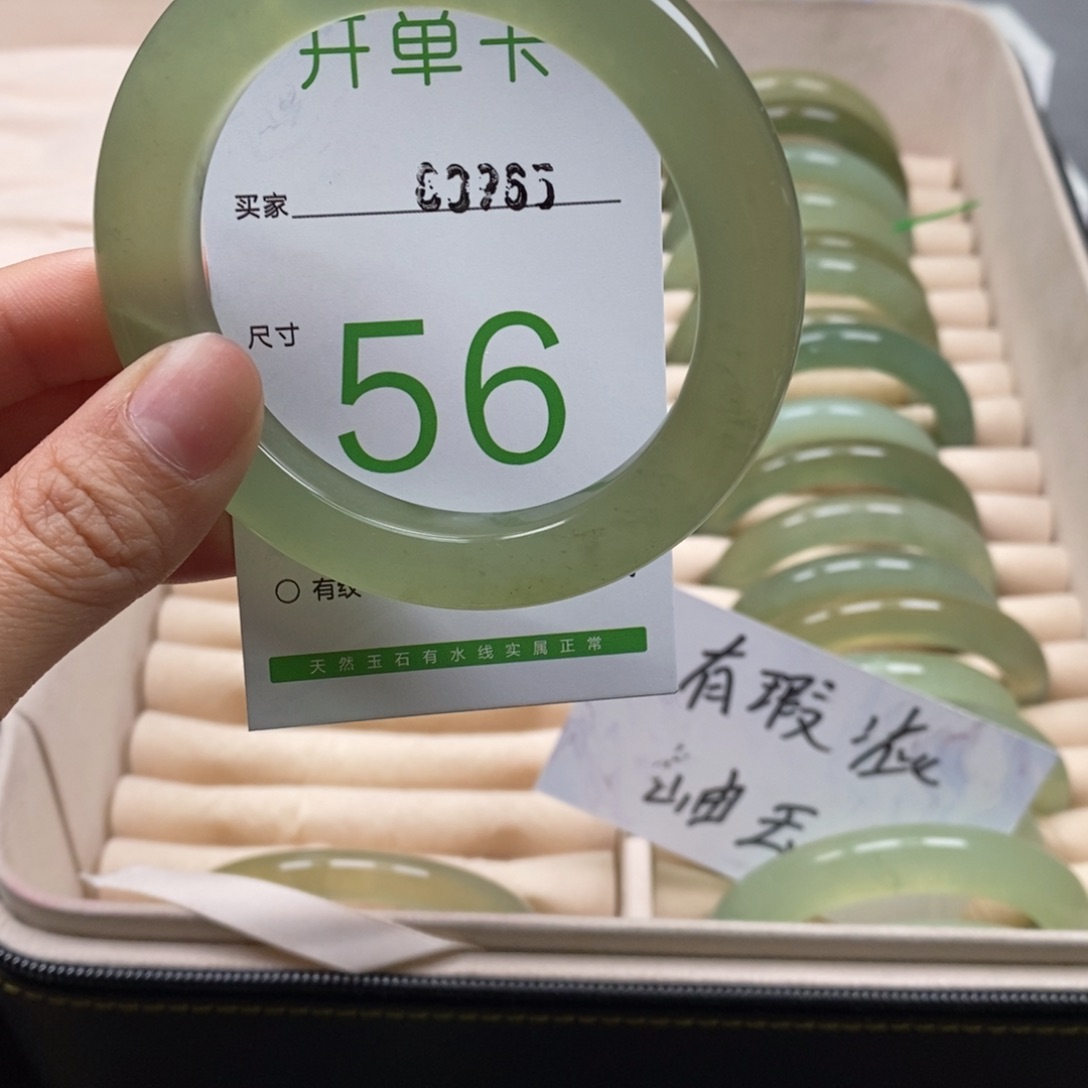 开单卡
买家
尺寸
56
○ 有纹
天然玉石有水线实属正常
有瑕疵
岫玉